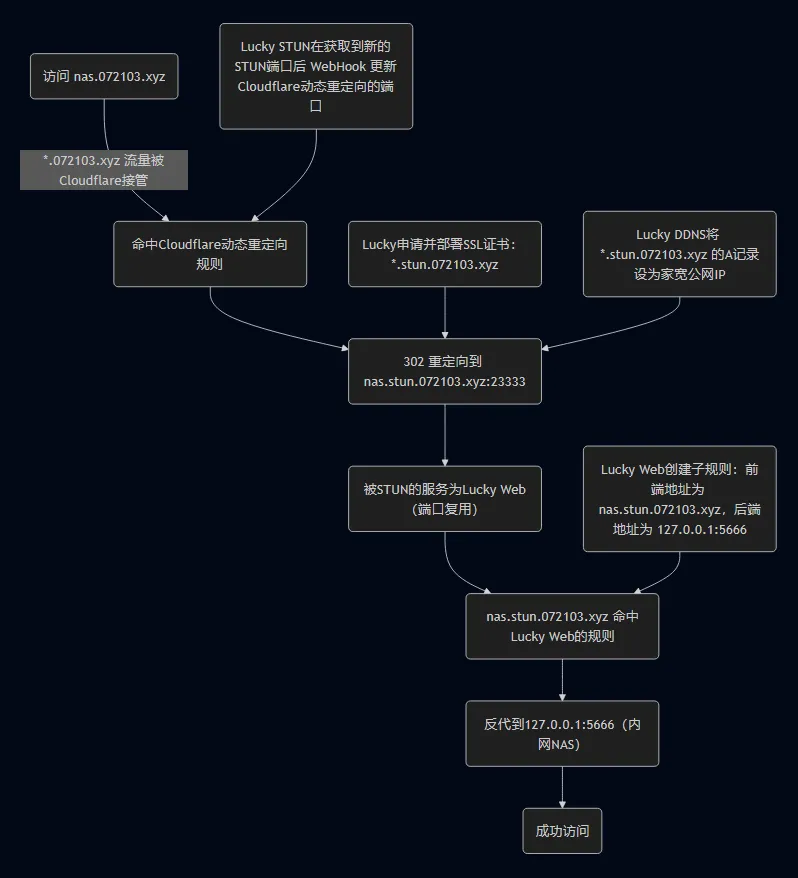 访问 nas.072103.xyz
Lucky STUN在获取到新的
STUN端口后 WebHook 更新
Cloudflare动态重定向的端
口
*.072103.xyz 流量被
Cloudflare接管
命中Cloudflare动态重定向
规则
Lucky申请并部署SSL证书：
*.stun.072103.xyz
Lucky DDNS将
*.stun.072103.xyz 的A记录
设为家宽公网IP
302 重定向到
nas.stun.072103.xyz:23333
被STUN的服务为Lucky Web
（端口复用）
Lucky Web创建子规则：前
端地址为
nas.stun.072103.xyz，后端
地址为 127.0.0.1:5666
nas.stun.072103.xyz 命中
Lucky Web的规则
反代到127.0.0.1:5666（内
网NAS）
成功访问